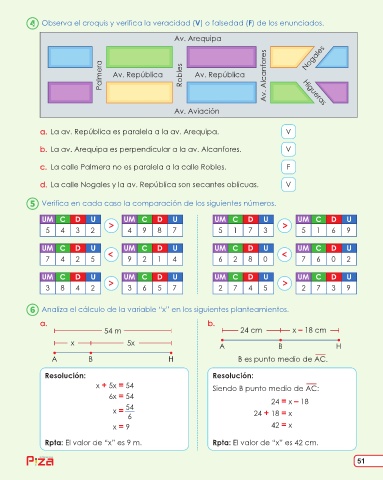 4 Observa el croquis y verifica la veracidad (V) o falsedad (F) de los enunciados.
Av. Arequipa
Palmera
Av. República
Robles
Av. República
Av. Alcanfores
Nogales
Higueras
Av. Aviación
a. La av. República es paralela a la av. Arequipa. V
b. La av. Arequipa es perpendicular a la av. Alcanfores. V
c. La calle Palmera no es paralela a la calle Robles. F
d. La calle Nogales y la av. República son secantes oblicuas. V
5 Verifica en cada caso la comparación de los siguientes números.
UM C D U UM C D U UM C D U UM C D U
5 4 3 2 > 4 9 8 7 5 1 7 3 > 5 1 6 9
UM C D U UM C D U UM C D U UM C D U
7 4 2 5 < 9 2 1 4 6 2 8 0 < 7 6 0 2
UM C D U UM C D U UM C D U UM C D U
3 8 4 2 > 3 6 5 7 2 7 4 5 > 2 7 3 9
6 Analiza el cálculo de la variable “x” en los siguientes planteamientos.
a.
54 m
x 5x
A B H
Resolución:
x + 5x = 54
6x = 54
x = 54/6
x = 9
Rpta: El valor de “x” es 9 m.
b.
24 cm x – 18 cm
A B H
B es punto medio de AC.
Resolución:
Siendo B punto medio de AC:
24 = x – 18
24 + 18 = x
42 = x
Rpta: El valor de “x” es 42 cm.
P:za
51